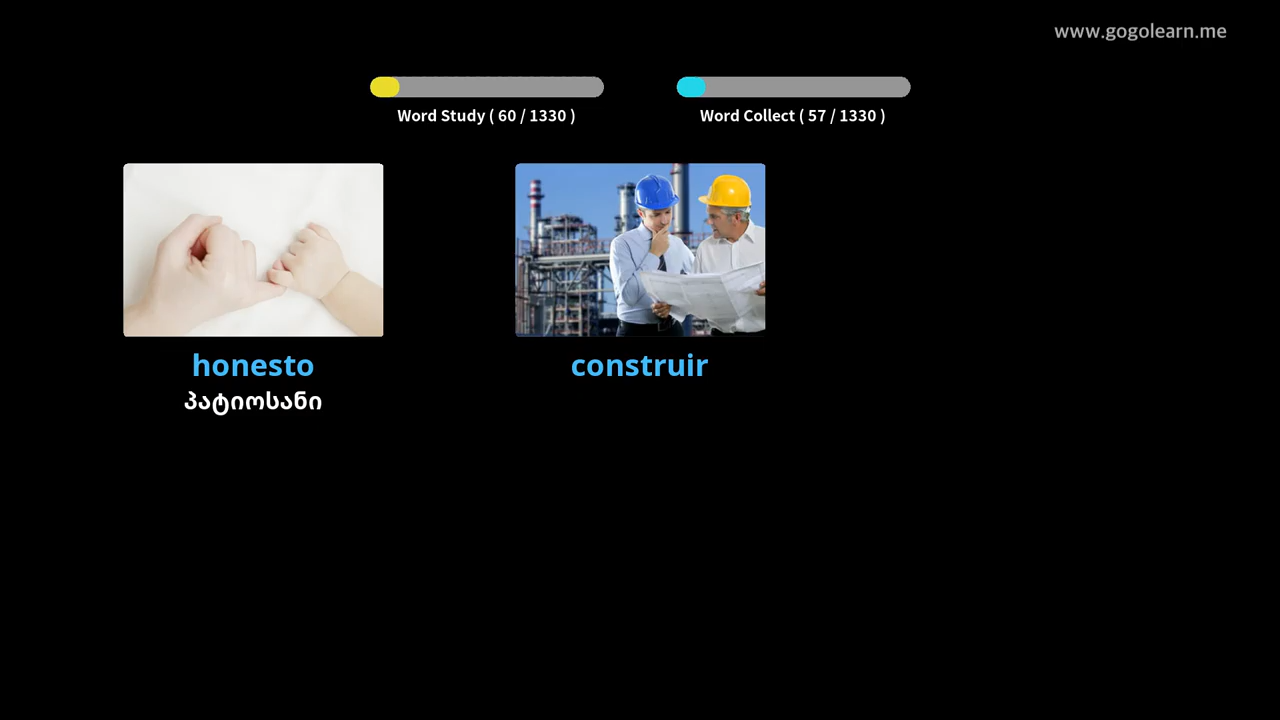 www.gogolearn.me
Word Study ( 60 / 1330 )
Word Collect ( 57 / 1330 )
honesto
პატიოსანი
construir